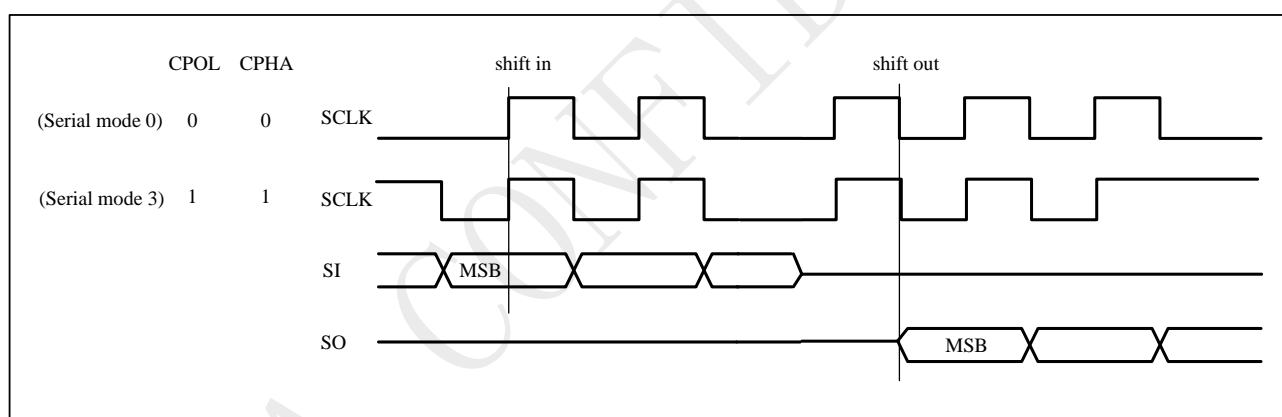 CPOL CPHA shift in shift out
(Serial mode 0) 0 0 SCLK
(Serial mode 3) 1 1 SCLK
SI MSB
SO MSB
CONFID